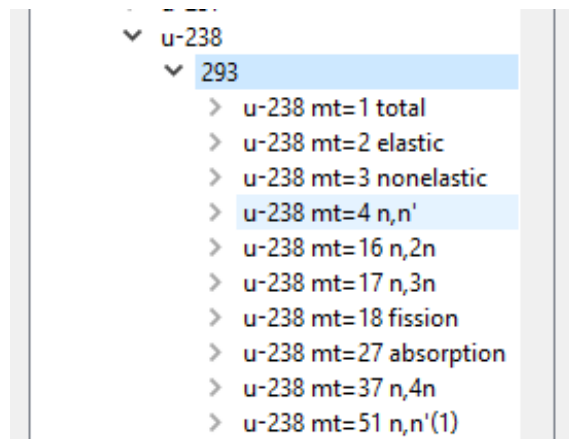 u-238
293
u-238 mt=1 total
u-238 mt=2 elastic
u-238 mt=3 nonelastic
u-238 mt=4 n,n'
u-238 mt=16 n,2n
u-238 mt=17 n,3n
u-238 mt=18 fission
u-238 mt=27 absorption
u-238 mt=37 n,4n
u-238 mt=51 n,n'(1)